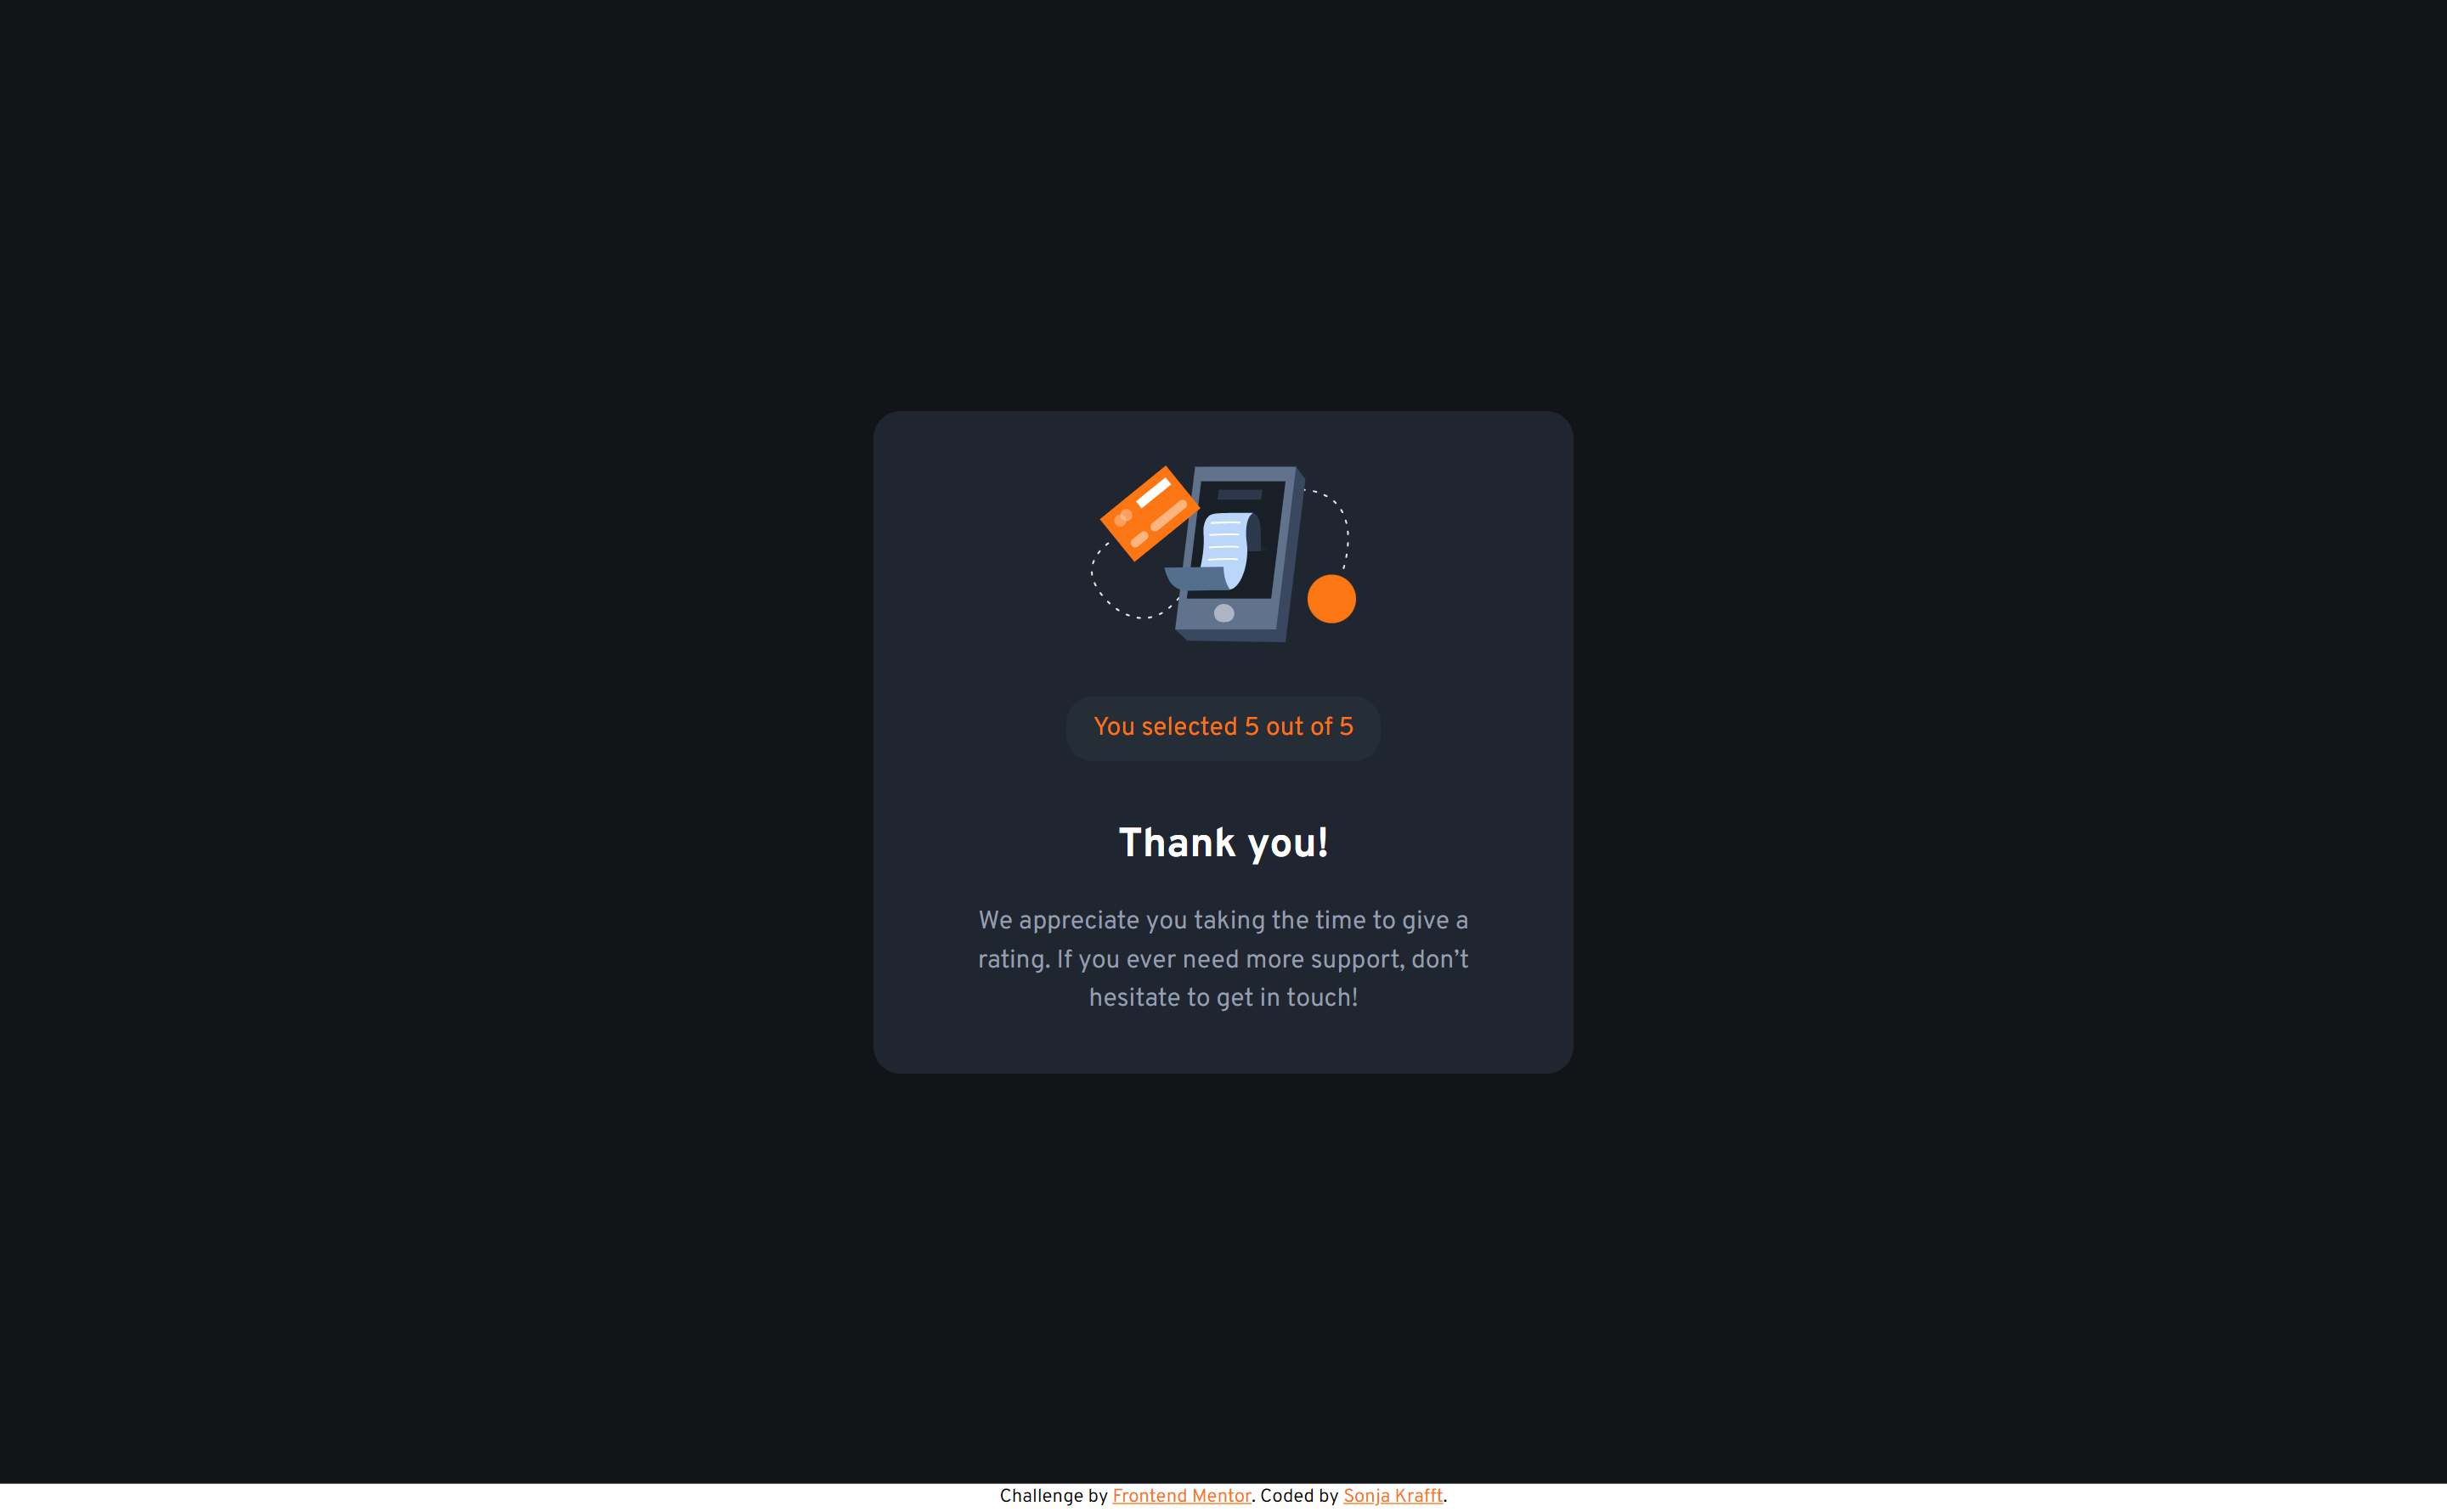 You selected 5 out of 5
Thank you!
We appreciate you taking the time to give a
rating. If you ever need more support, don’t
hesitate to get in touch!
Challenge by Frontend Mentor. Coded by Sonja Krafft.